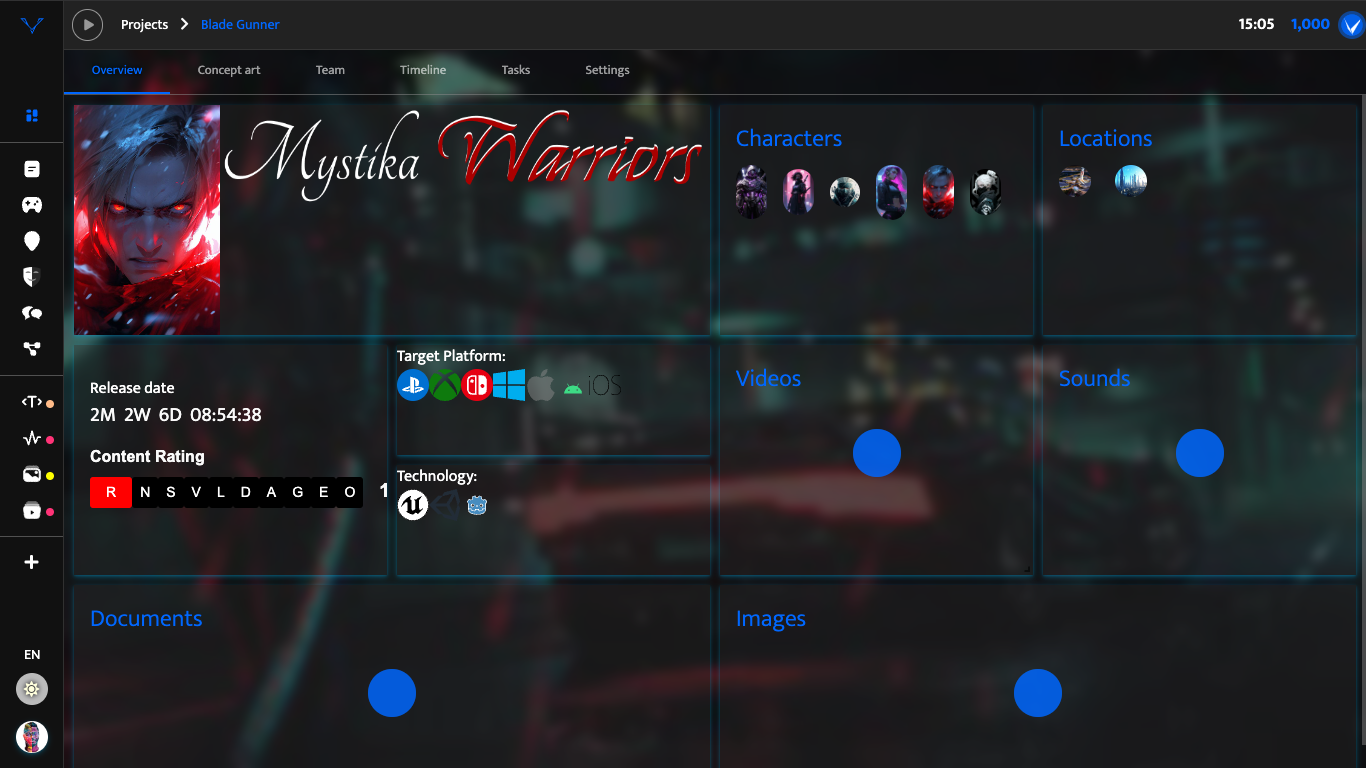 Projects Blade Gunner 15:05 1,000
Overview Concept art Team Timeline Tasks Settings
Mystika Warriors
Characters
Locations
Release date
2M 2W 6D 08:54:38
Content Rating
R N S V L D A G E O 1
Target Platform:
iOS
Technology:
Videos
Sounds
Documents
Images
<T>
EN